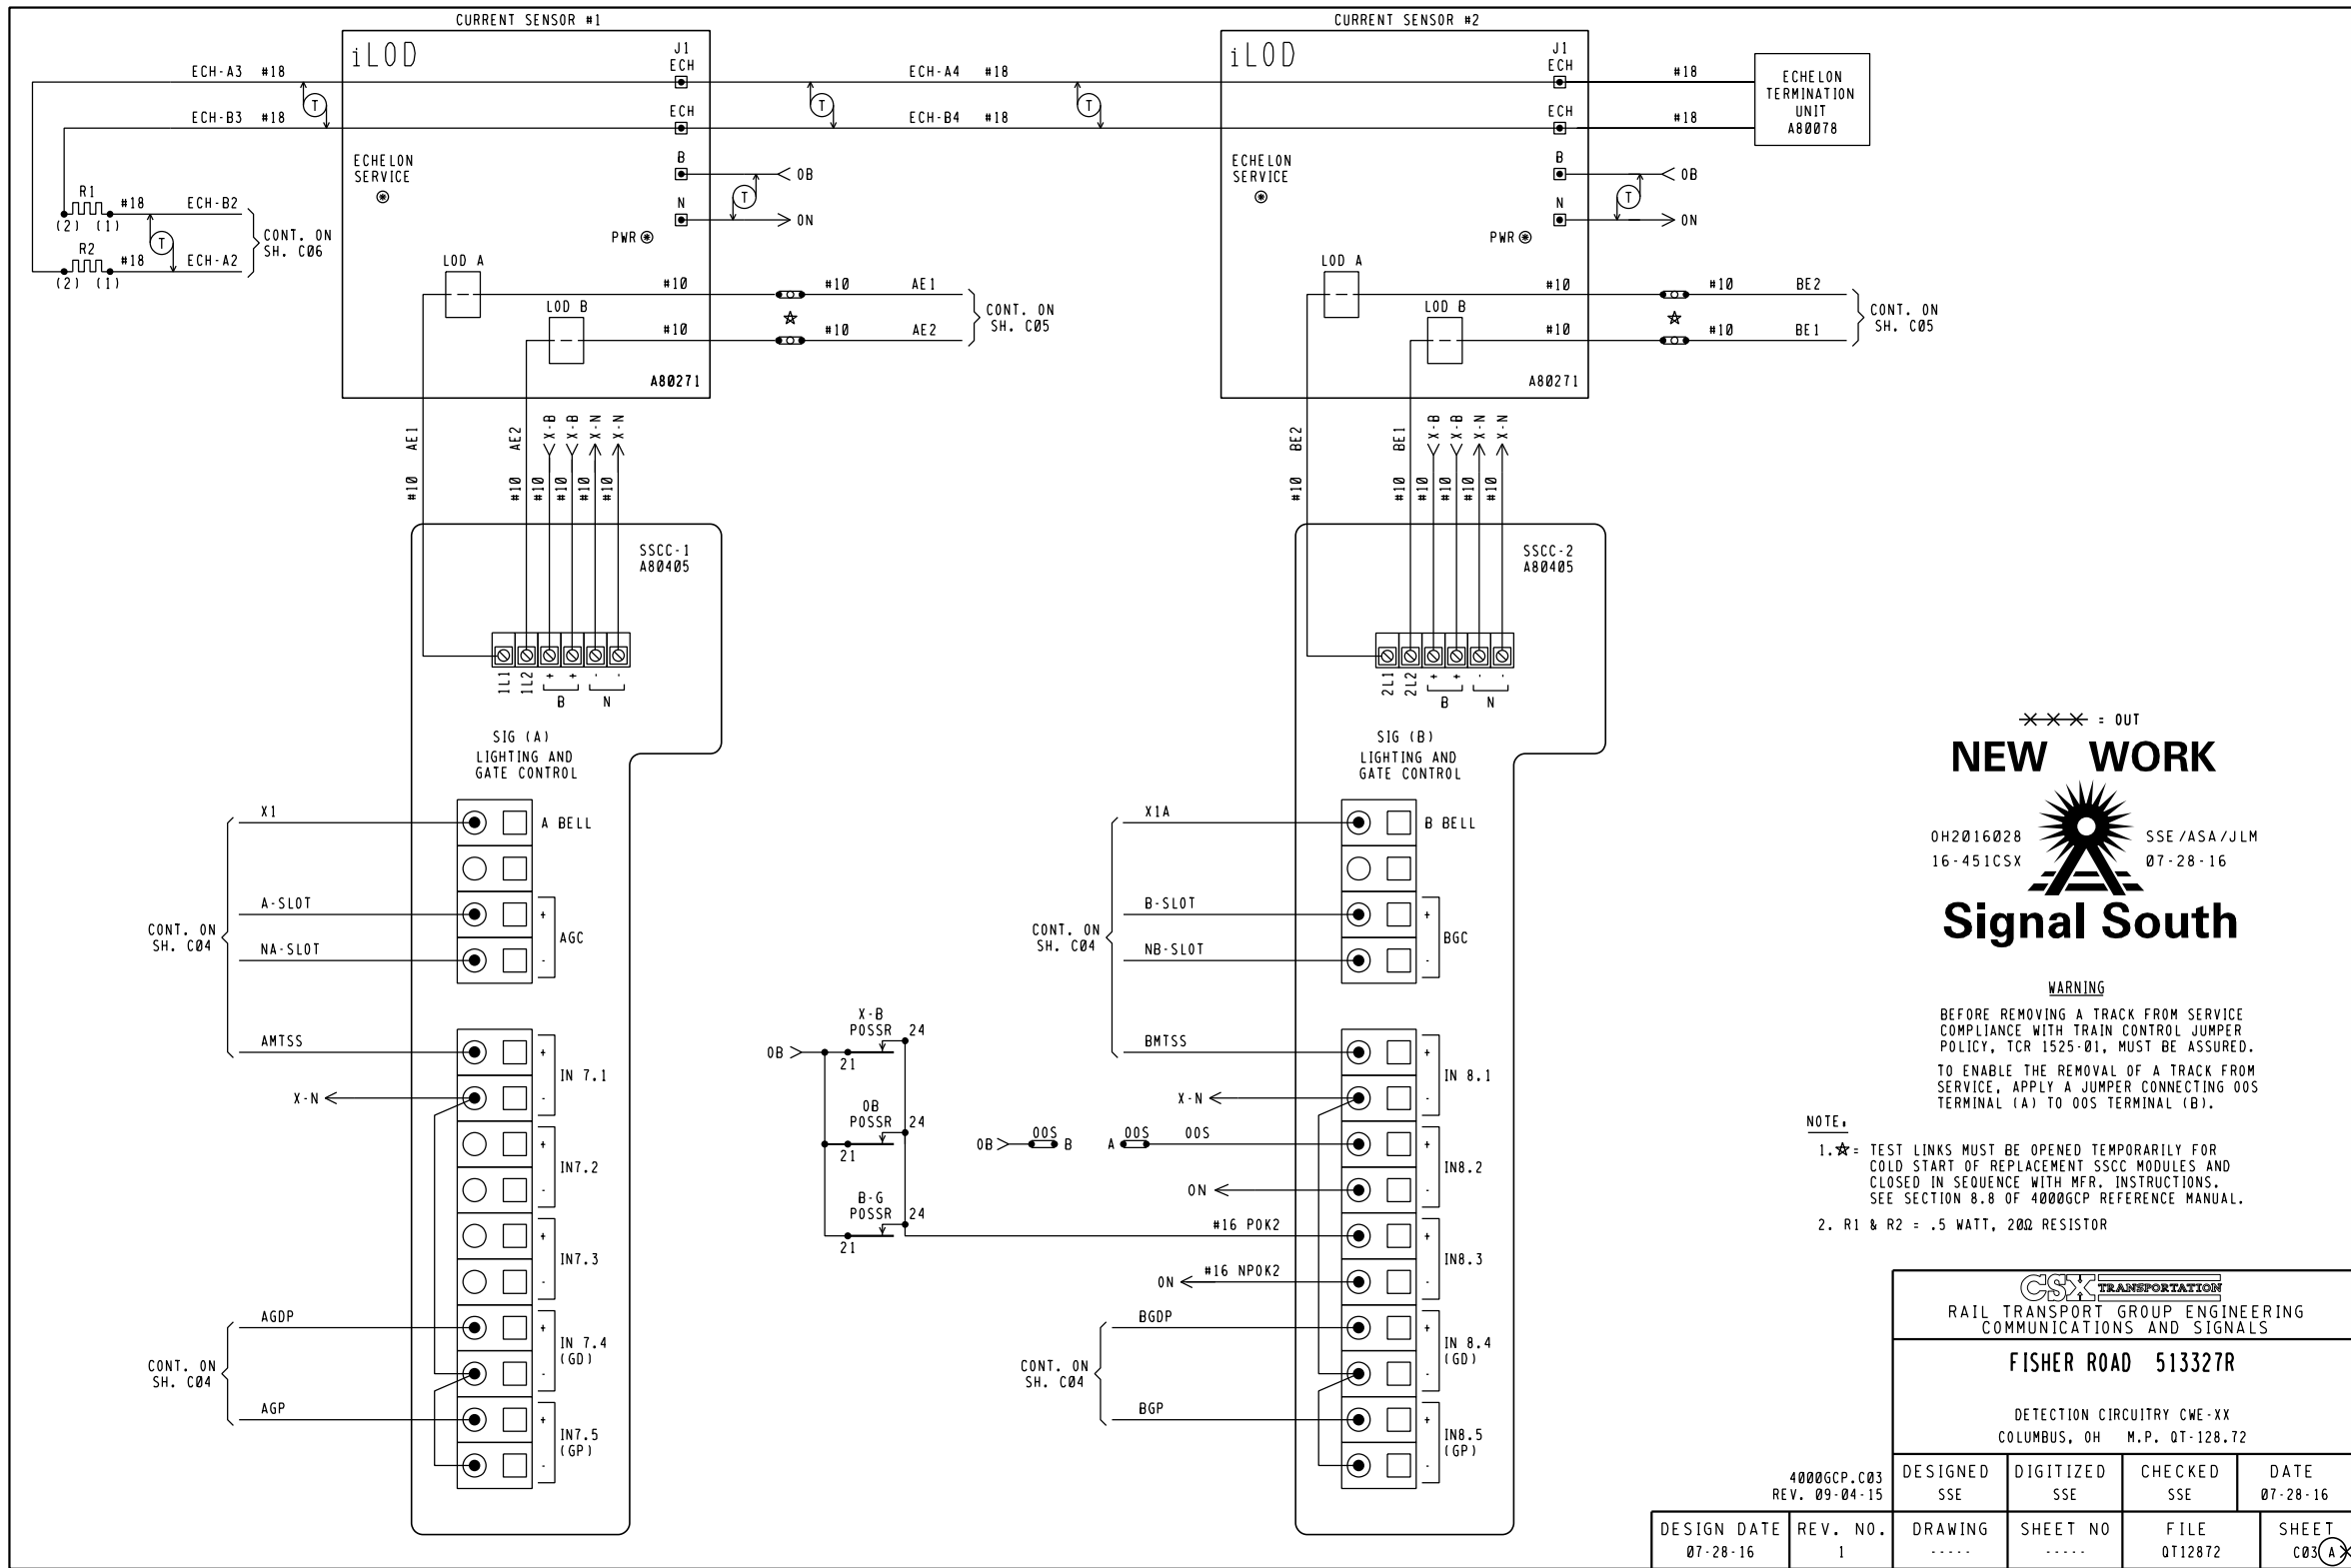 CURRENT SENSOR #1
iLOD
J1
ECH
ECH-A3 #18
ECH
ECH-B3 #18
ECHELON
SERVICE
B
0B
N
0N
PWR
R1
#18 ECH-B2
(2) (1)
R2
#18 ECH-A2
(2) (1)
CONT. ON
SH. C06
LOD A
#10 #10 AE1
LOD B
#10 #10 AE2
CONT. ON
SH. C05
A80271
ECH-A4 #18
ECH-B4 #18
CURRENT SENSOR #2
iLOD
J1
ECH
#18
ECH
#18
ECHELON
TERMINATION
UNIT
A80078
ECHELON
SERVICE
B
0B
N
0N
PWR
LOD A
#10 #10 BE2
LOD B
#10 #10 BE1
CONT. ON
SH. C05
A80271
T
T
T
T
T
T
#10 AE1
#10 AE2
#10 X-B
#10 X-B
#10 X-N
#10 X-N
SSCC-1
A80405
1L1
1L2
+ + - -
B N
SIG (A)
LIGHTING AND
GATE CONTROL
X1
A BELL
A-SLOT
+
AGC
NA-SLOT
-
CONT. ON
SH. C04
AMTSS
+
IN 7.1
X-N
-
+
IN7.2
-
+
IN7.3
-
AGDP
+
IN 7.4
(GD)
-
CONT. ON
SH. C04
AGP
+
IN7.5
(GP)
-
#10 BE2
#10 BE1
#10 X-B
#10 X-B
#10 X-N
#10 X-N
SSCC-2
A80405
2L1
2L2
+ + - -
B N
SIG (B)
LIGHTING AND
GATE CONTROL
X1A
B BELL
B-SLOT
+
BGC
NB-SLOT
-
CONT. ON
SH. C04
BMTSS
+
IN 8.1
X-N
-
X-B
POSSR 24
0B
21
0B
POSSR 24
21
B-G
POSSR 24
21
0B OOS B A OOS OOS
+
IN8.2
0N
-
#16 POK2
+
IN8.3
0N #16 NPOK2
-
BGDP
+
IN 8.4
(GD)
-
CONT. ON
SH. C04
BGP
+
IN8.5
(GP)
-
= OUT
NEW WORK
OH2016028 SSE/ASA/JLM
16-451CSX 07-28-16
Signal South
WARNING
BEFORE REMOVING A TRACK FROM SERVICE
COMPLIANCE WITH TRAIN CONTROL JUMPER
POLICY, TCR 1525-01, MUST BE ASSURED.
TO ENABLE THE REMOVAL OF A TRACK FROM
SERVICE, APPLY A JUMPER CONNECTING OOS
TERMINAL (A) TO OOS TERMINAL (B).
NOTE:
1. ☆ = TEST LINKS MUST BE OPENED TEMPORARILY FOR
COLD START OF REPLACEMENT SSCC MODULES AND
CLOSED IN SEQUENCE WITH MFR. INSTRUCTIONS.
SEE SECTION 8.8 OF 4000GCP REFERENCE MANUAL.
2. R1 & R2 = .5 WATT, 20Ω RESISTOR
CSX TRANSPORTATION
RAIL TRANSPORT GROUP ENGINEERING
COMMUNICATIONS AND SIGNALS
FISHER ROAD 513327R
DETECTION CIRCUITRY CWE-XX
COLUMBUS, OH M.P. QT-128.72
4000GCP.C03
REV. 09-04-15
DESIGNED DIGITIZED CHECKED DATE
SSE SSE SSE 07-28-16
DESIGN DATE REV. NO. DRAWING SHEET NO FILE SHEET
07-28-16 1 ----- ----- QT12872 C03 A